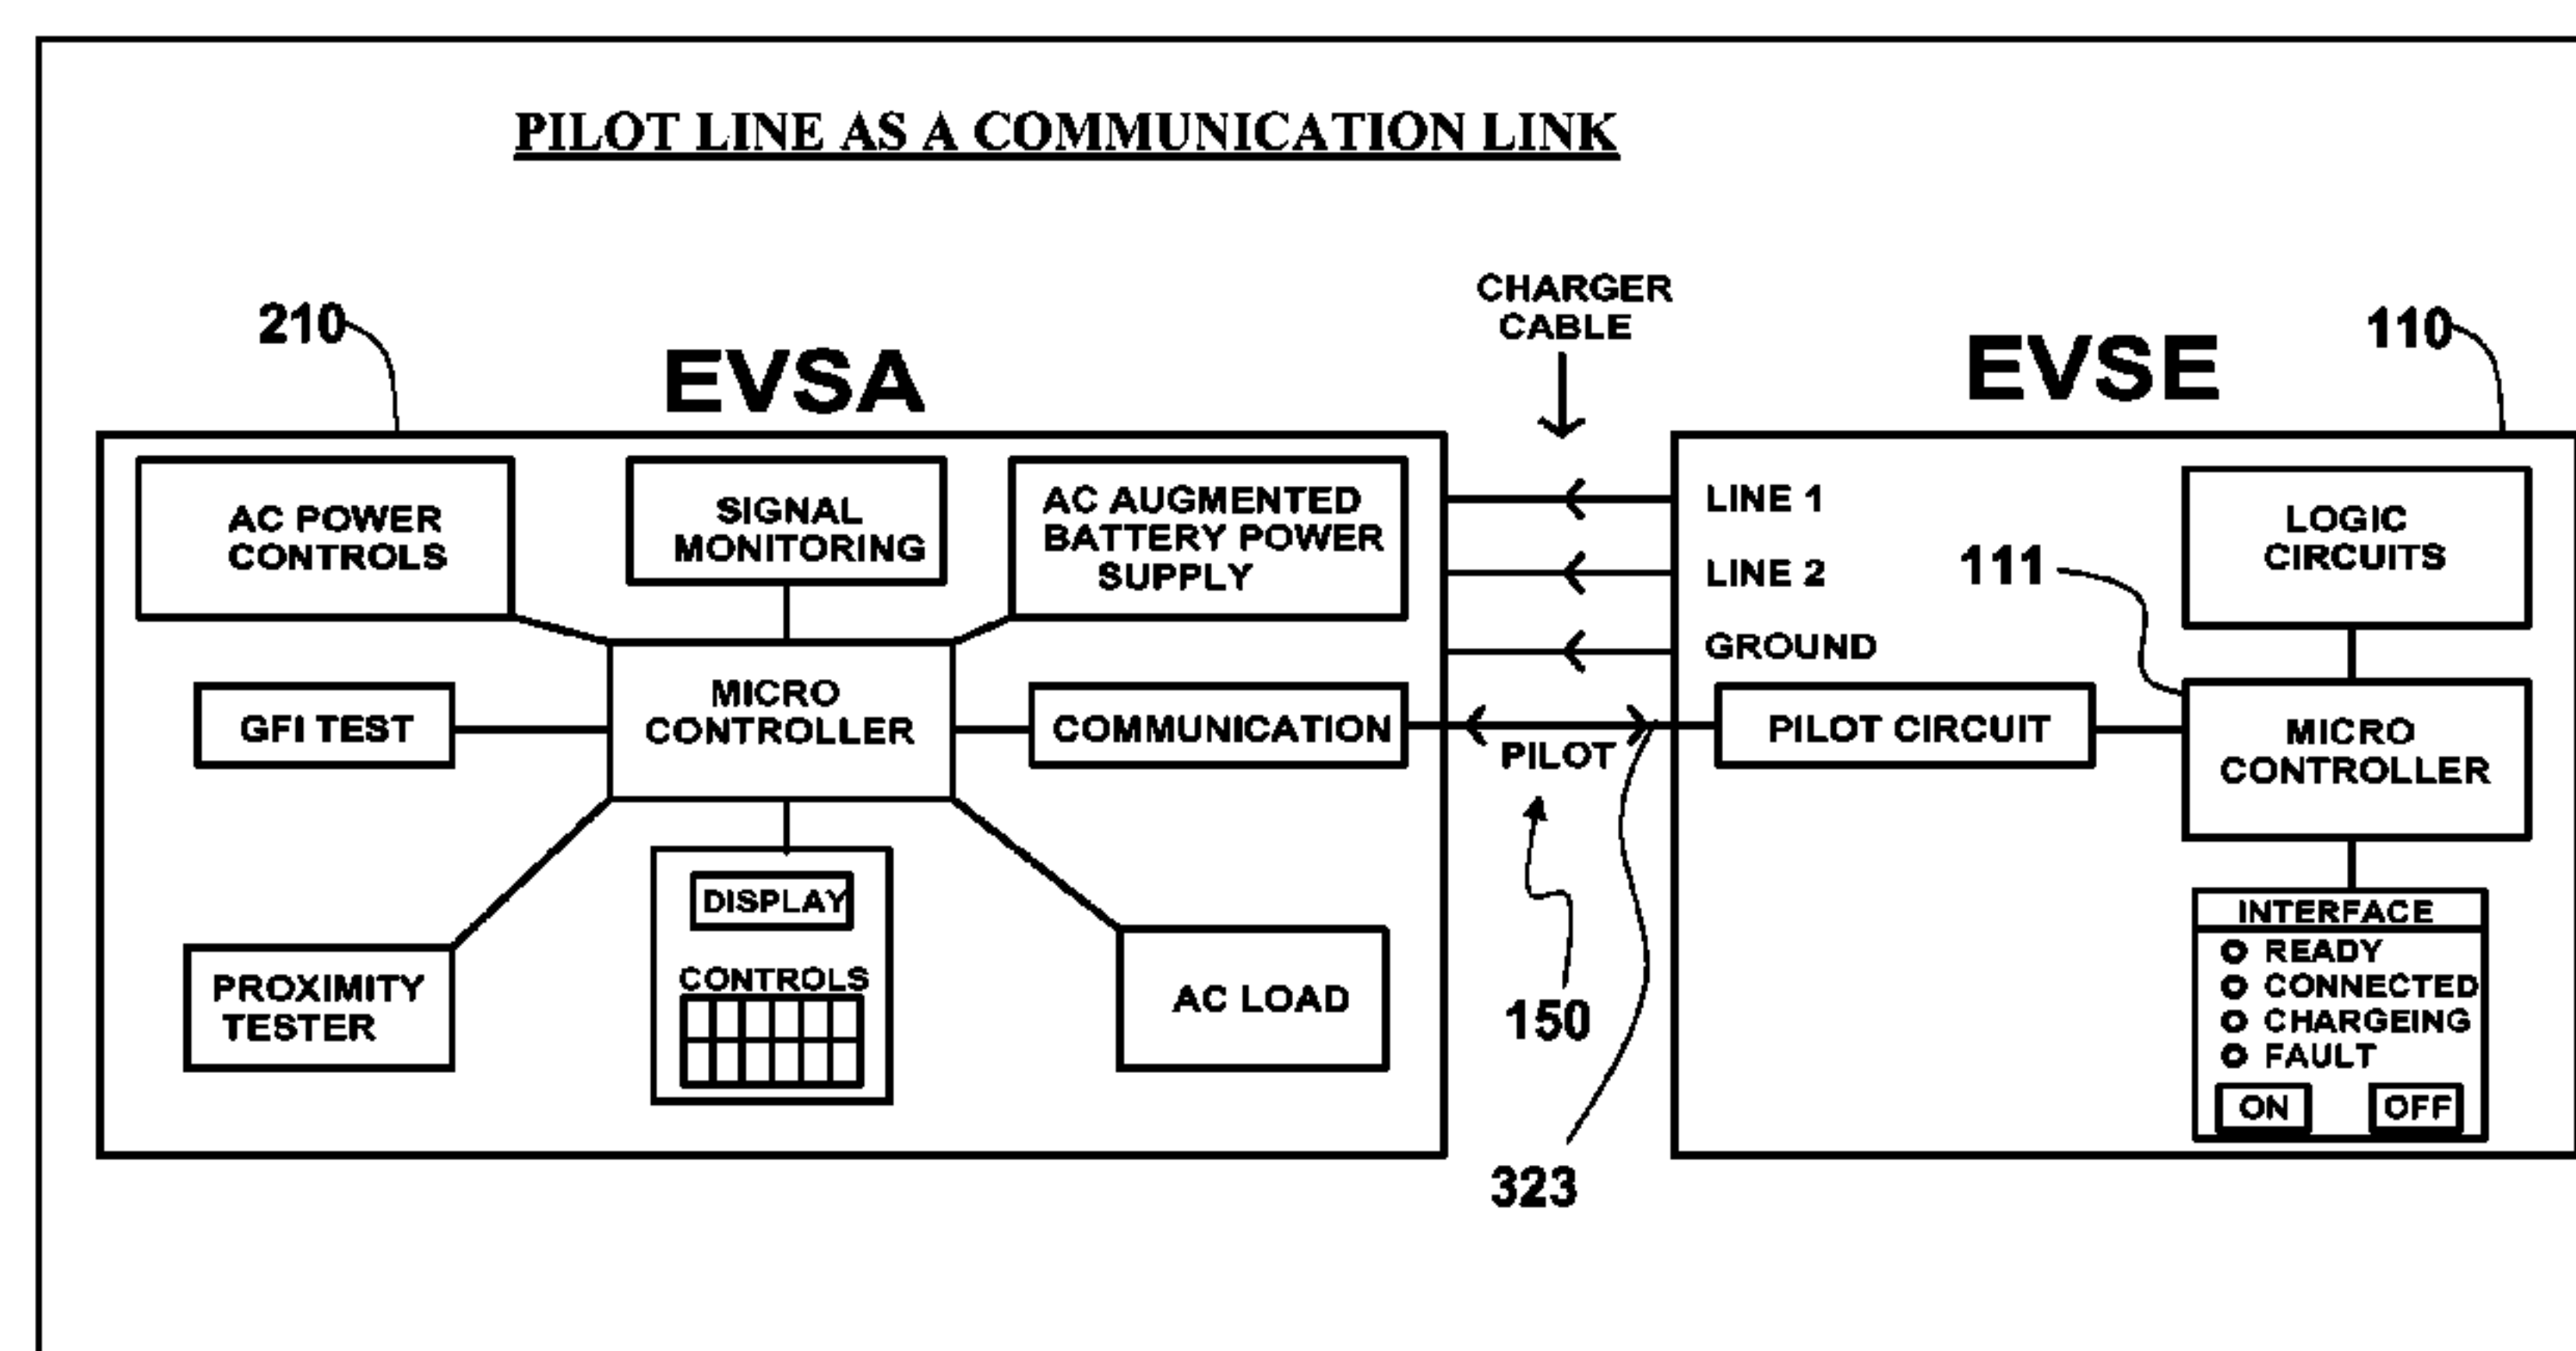 PILOT LINE AS A COMMUNICATION LINK
210
EVSA
CHARGER
CABLE
EVSE
110
AC POWER
CONTROLS
SIGNAL
MONITORING
AC AUGMENTED
BATTERY POWER
SUPPLY
GFI TEST
MICRO
CONTROLLER
COMMUNICATION
PROXIMITY
TESTER
DISPLAY
CONTROLS
AC LOAD
LINE 1
LINE 2
GROUND
PILOT
150
323
PILOT CIRCUIT
111
LOGIC
CIRCUITS
MICRO
CONTROLLER
INTERFACE
READY
CONNECTED
CHARGEING
FAULT
ON OFF